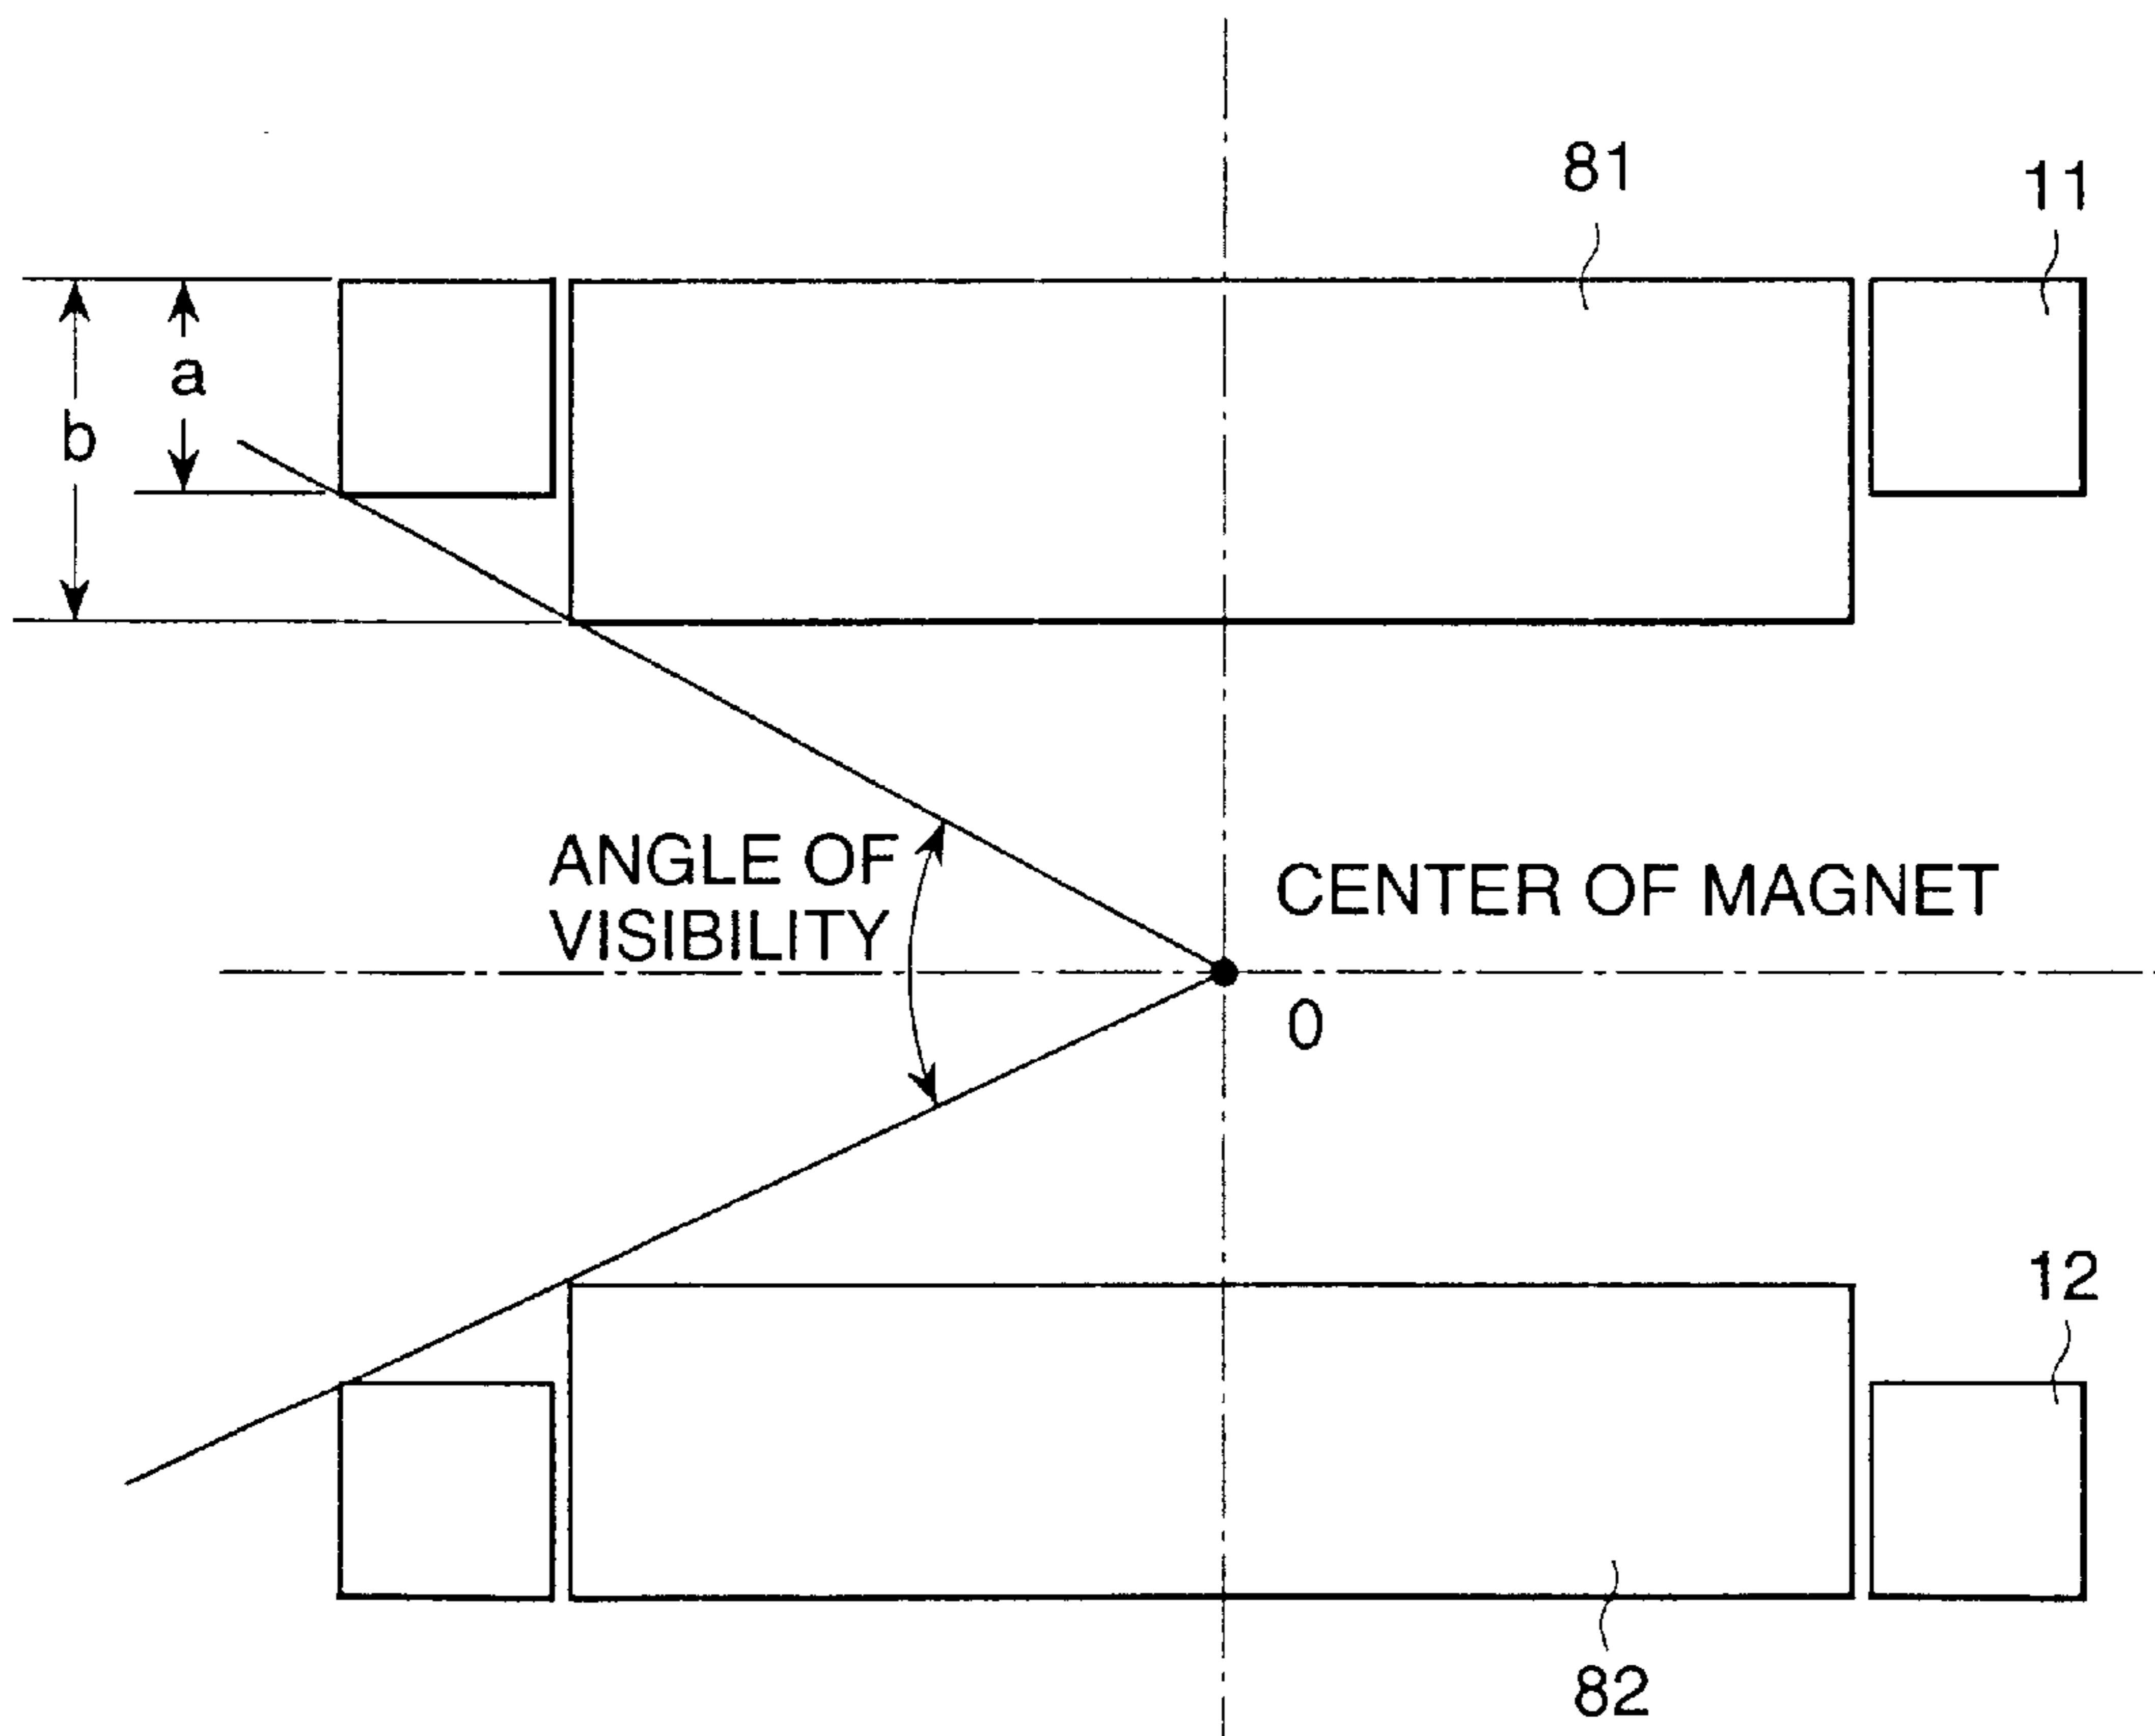 81
11
a
b
ANGLE OF
VISIBILITY
CENTER OF MAGNET
0
12
82